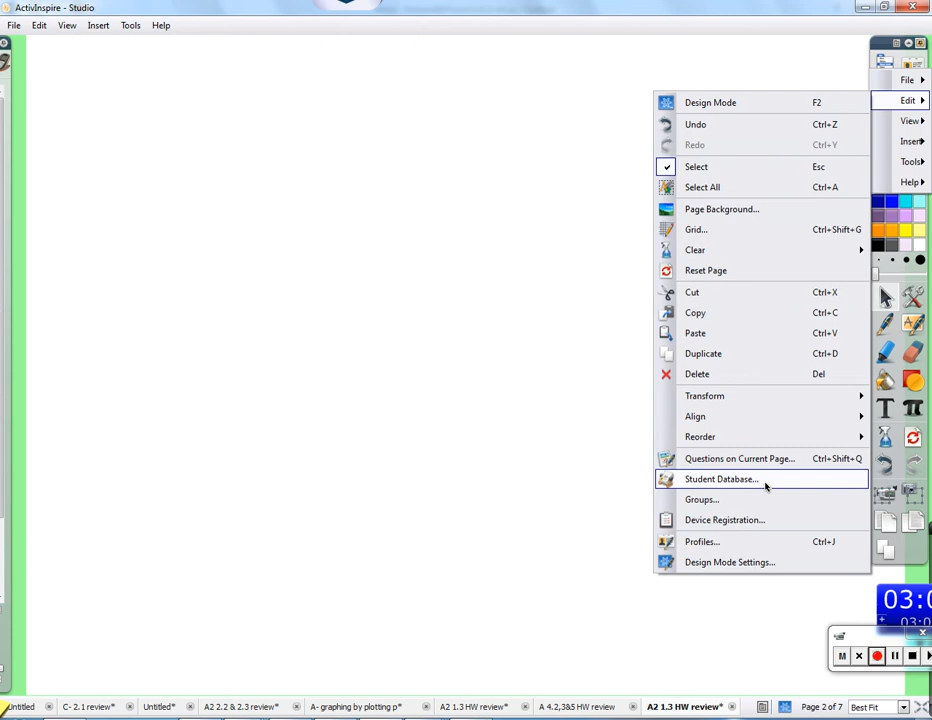 ActivInspire - Studio
File Edit View Insert Tools Help
File
Edit
View
Insert
Tools
Help
Design Mode F2
Undo Ctrl+Z
Redo Ctrl+Y
Select Esc
Select All Ctrl+A
Page Background...
Grid... Ctrl+Shift+G
Clear
Reset Page
Cut Ctrl+X
Copy Ctrl+C
Paste Ctrl+V
Duplicate Ctrl+D
Delete Del
Transform
Align
Reorder
Questions on Current Page... Ctrl+Shift+Q
Student Database...
Groups...
Device Registration...
Profiles... Ctrl+J
Design Mode Settings...
T π
03:0
03:0
M
Untitled C- 2.1 review* Untitled* A2 2.2 & 2.3 review* A- graphing by plotting p* A2 1.3 HW review* A 4.2,3&5 HW review A2 1.3 HW review* Page 2 of 7 Best Fit